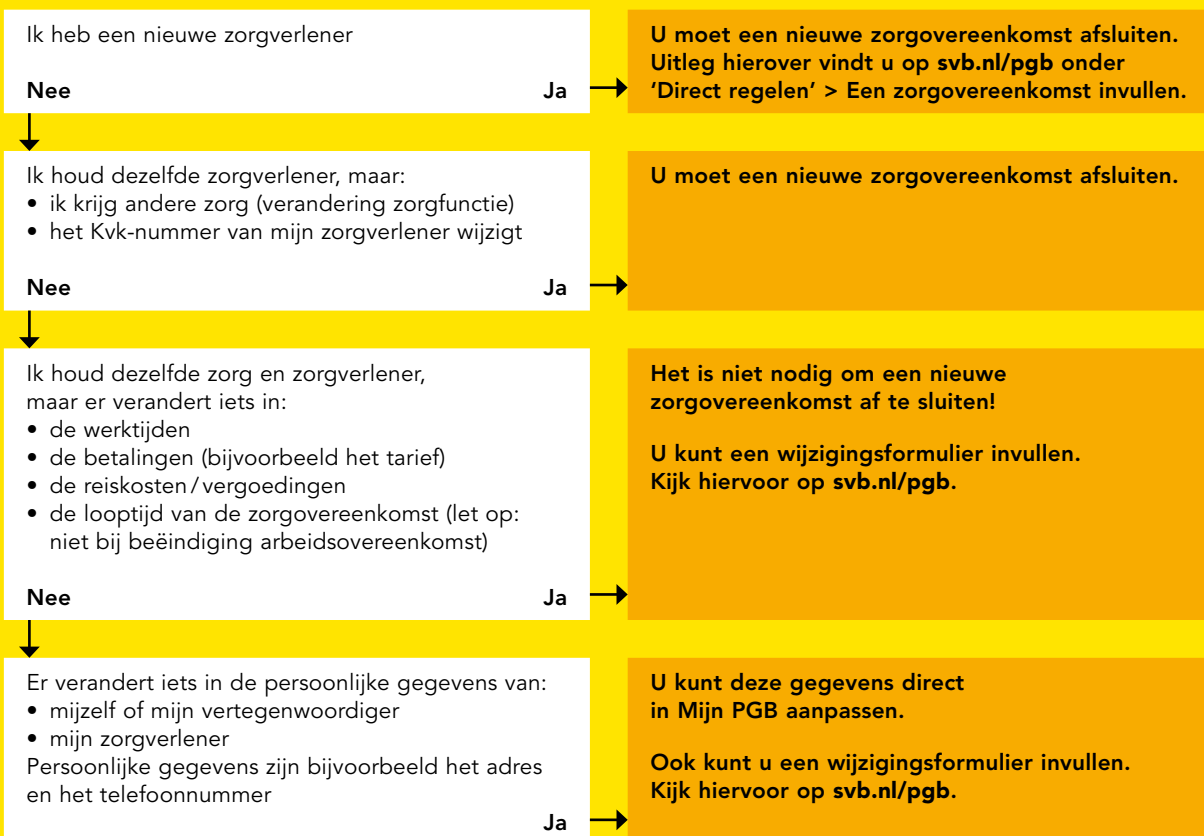 Ik heb een nieuwe zorgverlener
Nee Ja
U moet een nieuwe zorgovereenkomst afsluiten.
Uitleg hierover vindt u op svb.nl/pgb onder
‘Direct regelen’ > Een zorgovereenkomst invullen.
Ik houd dezelfde zorgverlener, maar:
• ik krijg andere zorg (verandering zorgfunctie)
• het Kvk-nummer van mijn zorgverlener wijzigt
Nee Ja
U moet een nieuwe zorgovereenkomst afsluiten.
Ik houd dezelfde zorg en zorgverlener,
maar er verandert iets in:
• de werktijden
• de betalingen (bijvoorbeeld het tarief)
• de reiskosten/vergoedingen
• de looptijd van de zorgovereenkomst (let op:
niet bij beëindiging arbeidsovereenkomst)
Nee Ja
Het is niet nodig om een nieuwe
zorgovereenkomst af te sluiten!
U kunt een wijzigingsformulier invullen.
Kijk hiervoor op svb.nl/pgb.
Er verandert iets in de persoonlijke gegevens van:
• mijzelf of mijn vertegenwoordiger
• mijn zorgverlener
Persoonlijke gegevens zijn bijvoorbeeld het adres
en het telefoonnummer
Ja
U kunt deze gegevens direct
in Mijn PGB aanpassen.
Ook kunt u een wijzigingsformulier invullen.
Kijk hiervoor op svb.nl/pgb.